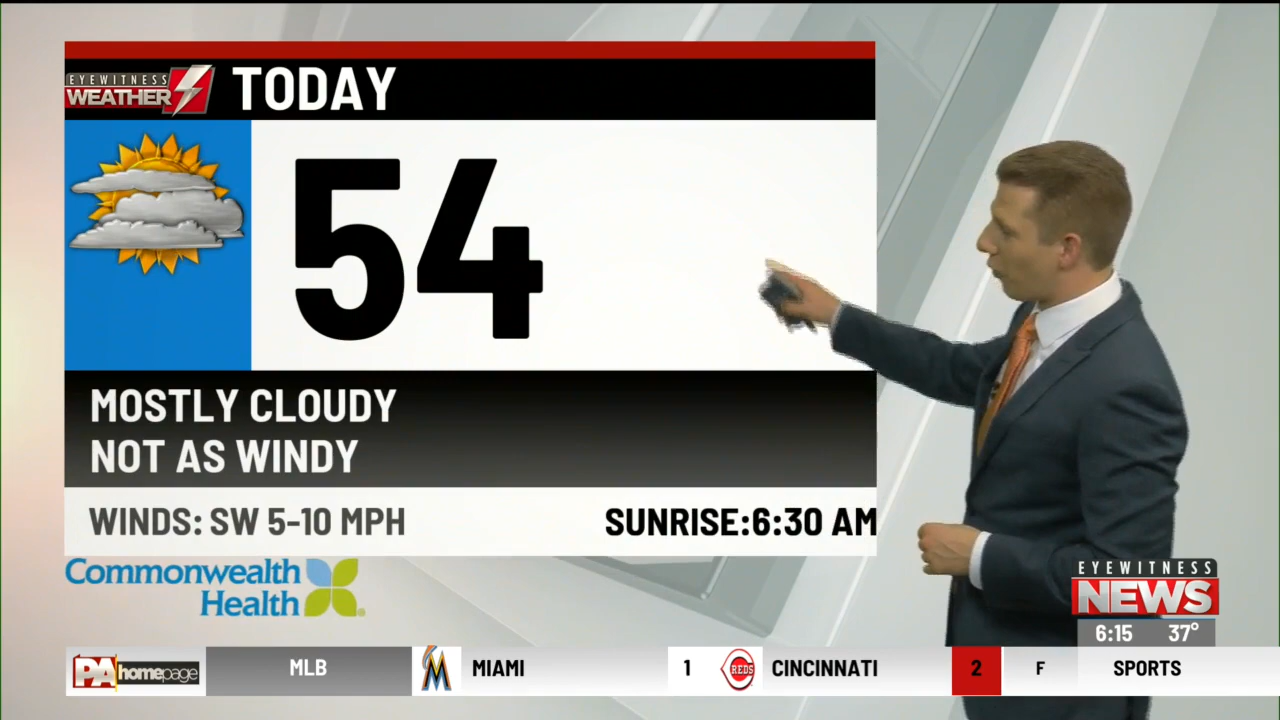 EYEWITNESS
WEATHER
TODAY
54
MOSTLY CLOUDY
NOT AS WINDY
WINDS: SW 5-10 MPH
SUNRISE:6:30 AM
Commonwealth
Health
EYEWITNESS
NEWS
6:15 37°
PA homepage MLB MIAMI 1 REDS CINCINNATI 2 F SPORTS